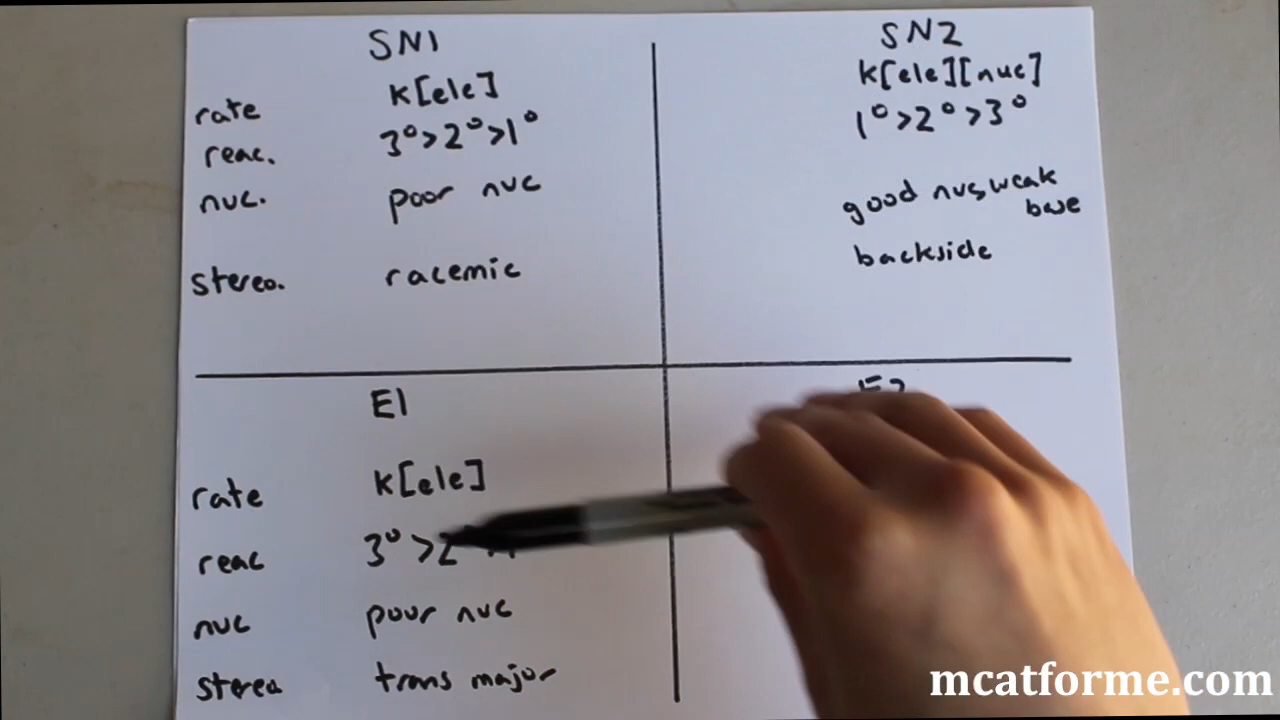 SN1
rate k[ele]
reac. 3°>2°>1°
nuc. poor nuc
stereo. racemic
SN2
k[ele][nuc]
1°>2°>3°
good nuc, weak
base
backside
E1
rate k[ele]
reac 3°>2
nuc poor nuc
stereo trans major
mcatforme.com